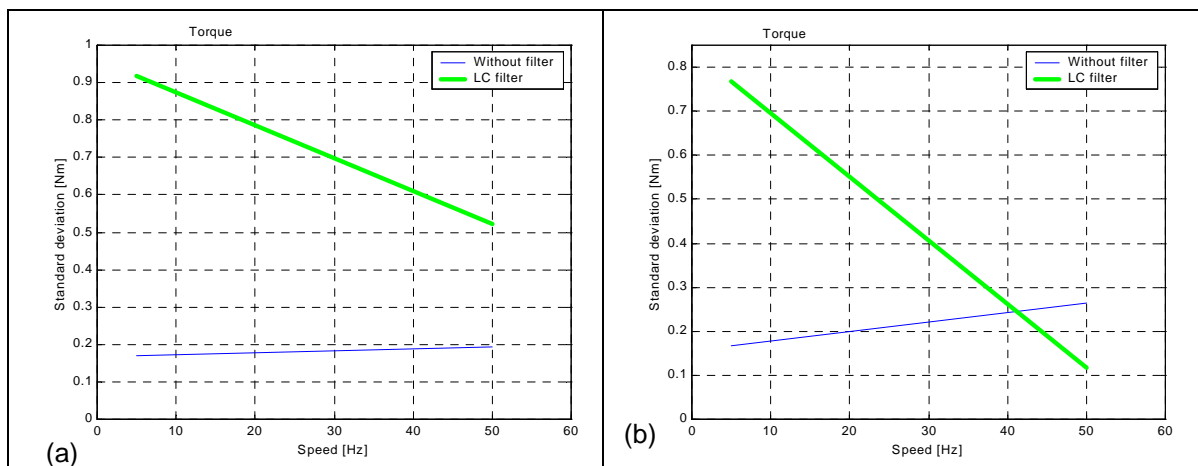 Torque
Without filter
LC filter
Standard deviation [Nm]
1
0.9
0.8
0.7
0.6
0.5
0.4
0.3
0.2
0.1
0
0 10 20 30 40 50 60
Speed [Hz]
(a)
Torque
Without filter
LC filter
Standard deviation [Nm]
0.8
0.7
0.6
0.5
0.4
0.3
0.2
0.1
0
0 10 20 30 40 50 60
Speed [Hz]
(b)